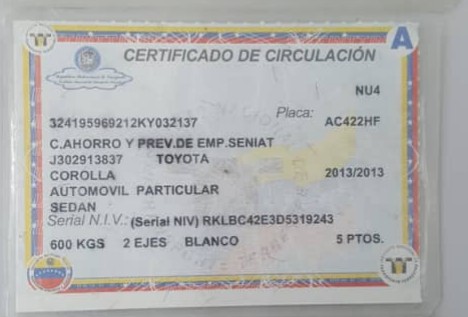 CERTIFICADO DE CIRCULACIÓN
A
NU4
324195969212KY032137
Placa: AC422HF
C.AHORRO Y PREV.DE EMP.SENIAT
J302913837 TOYOTA
COROLLA 2013/2013
AUTOMOVIL PARTICULAR
SEDAN
Serial N.I.V.: (Serial NIV) RKLBC42E3D5319243
600 KGS 2 EJES BLANCO 5 PTOS.